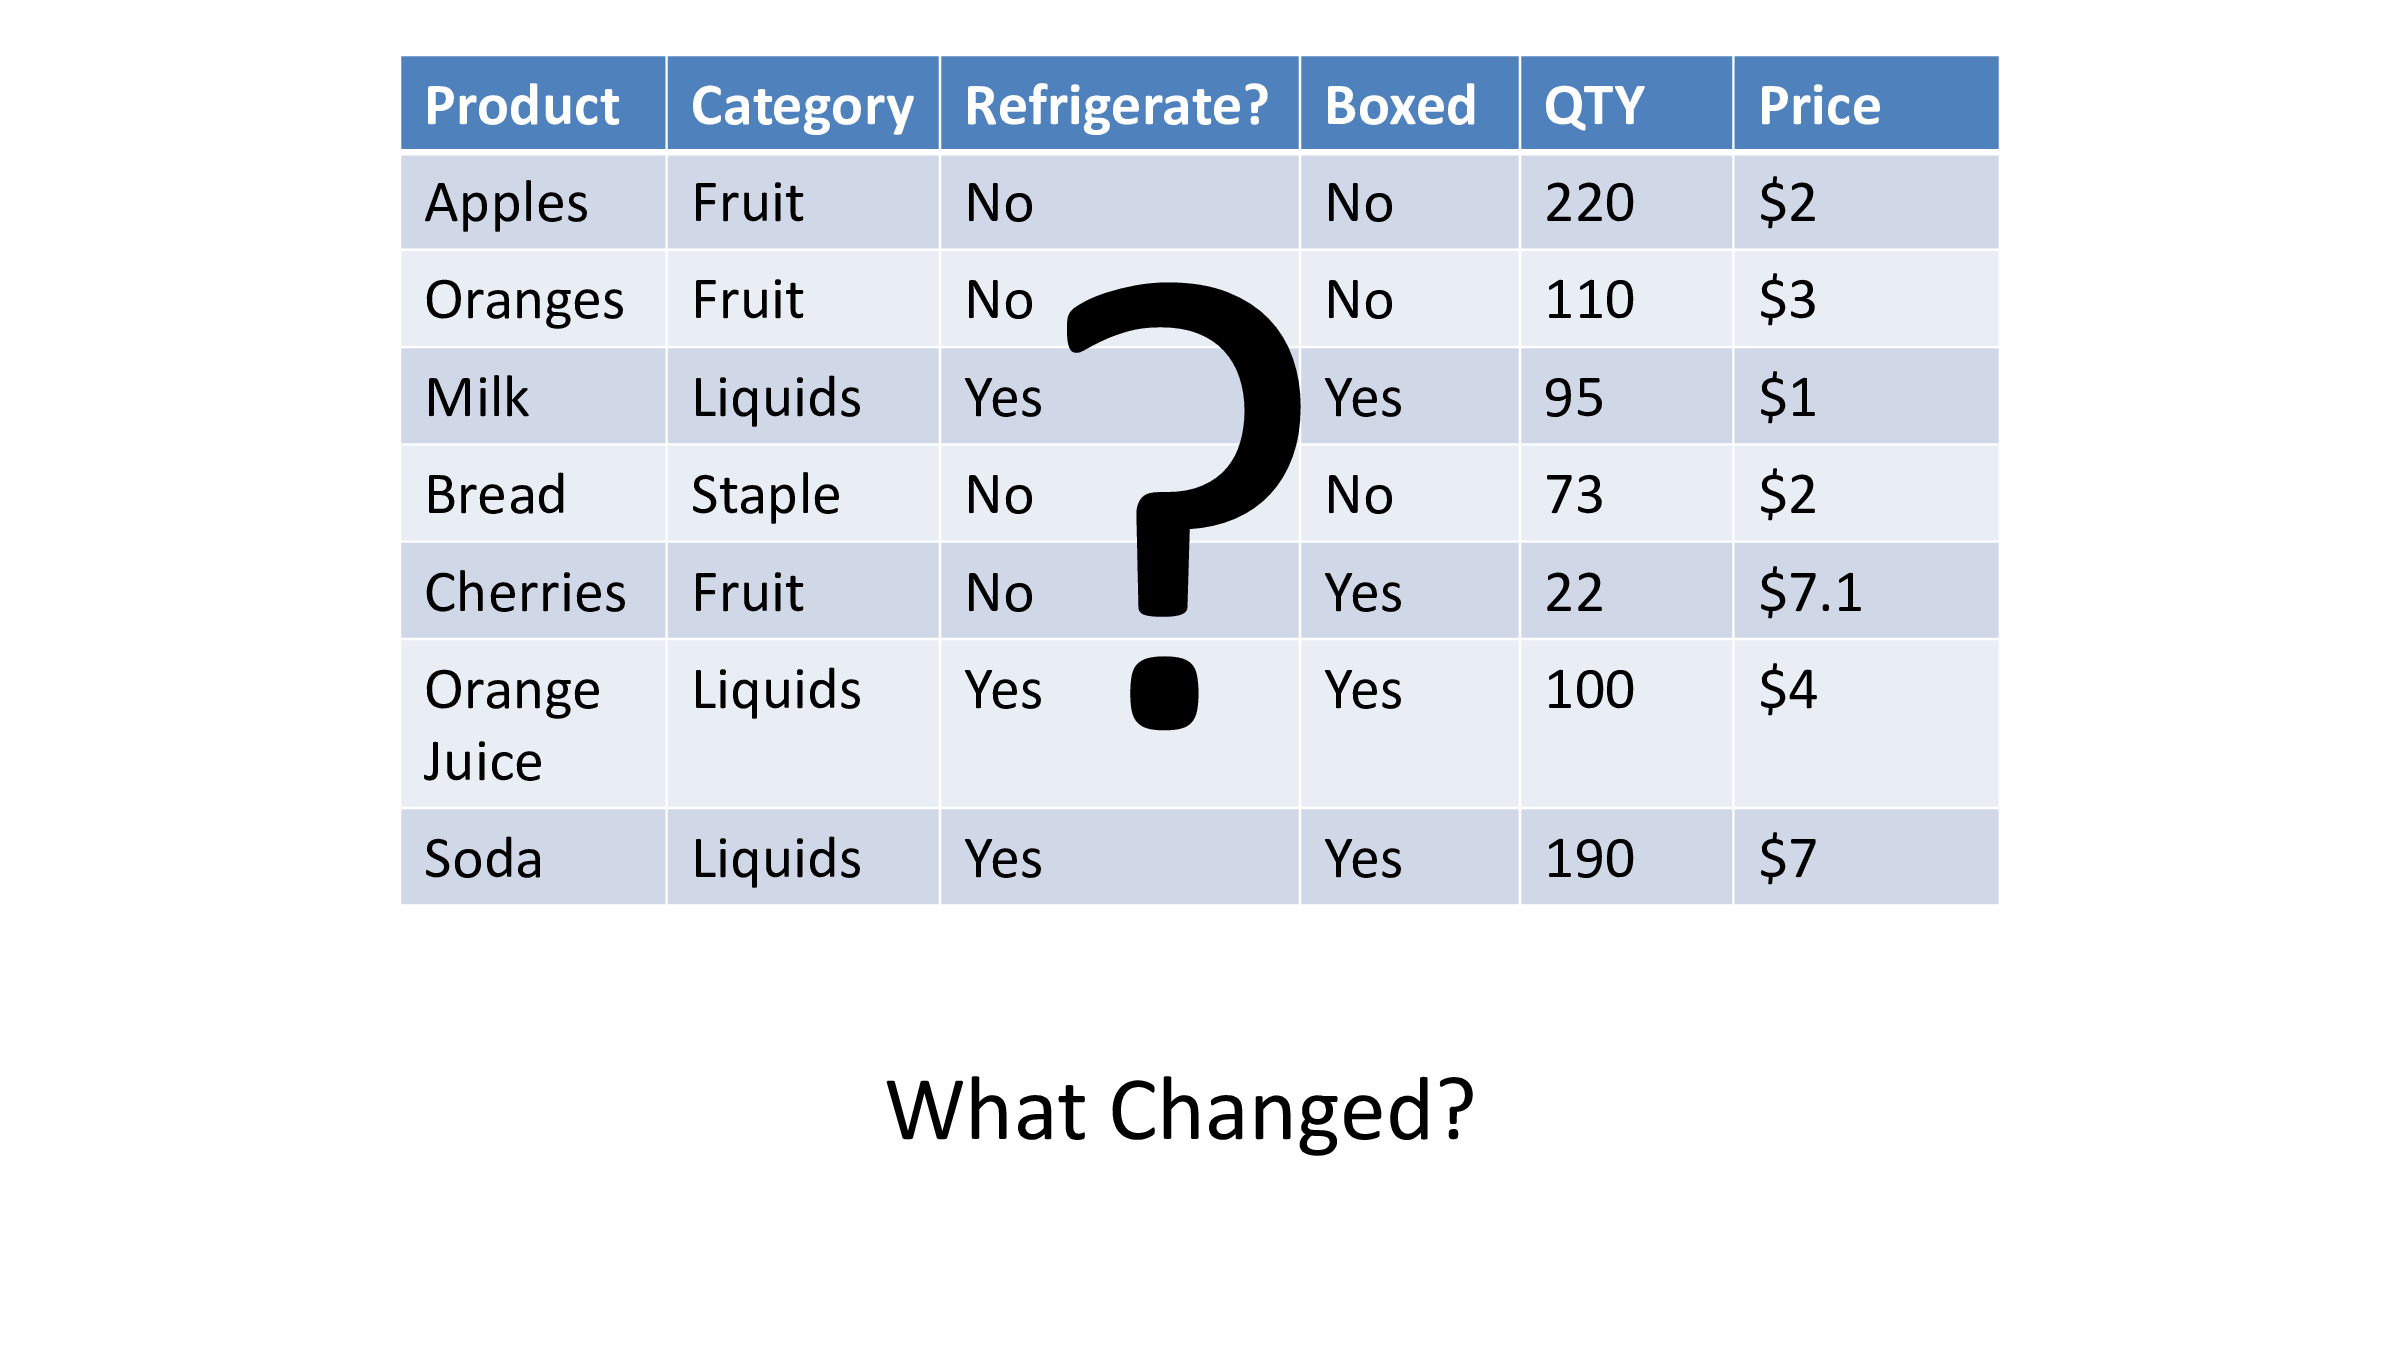 Product Category Refrigerate? Boxed QTY Price
Apples Fruit No No 220 $2
Oranges Fruit No No 110 $3
Milk Liquids Yes Yes 95 $1
Bread Staple No No 73 $2
Cherries Fruit No Yes 22 $7.1
Orange Liquids Yes Yes 100 $4
Juice
Soda Liquids Yes Yes 190 $7
?
What Changed?